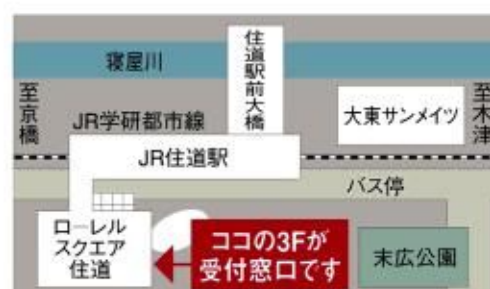 寝屋川
住道駅前大橋
至京橋
JR学研都市線
大東サンメイツ
至木津
JR住道駅
バス停
ローレル
スクエア
住道
ココの3Fが
受付窓口です
末広公園